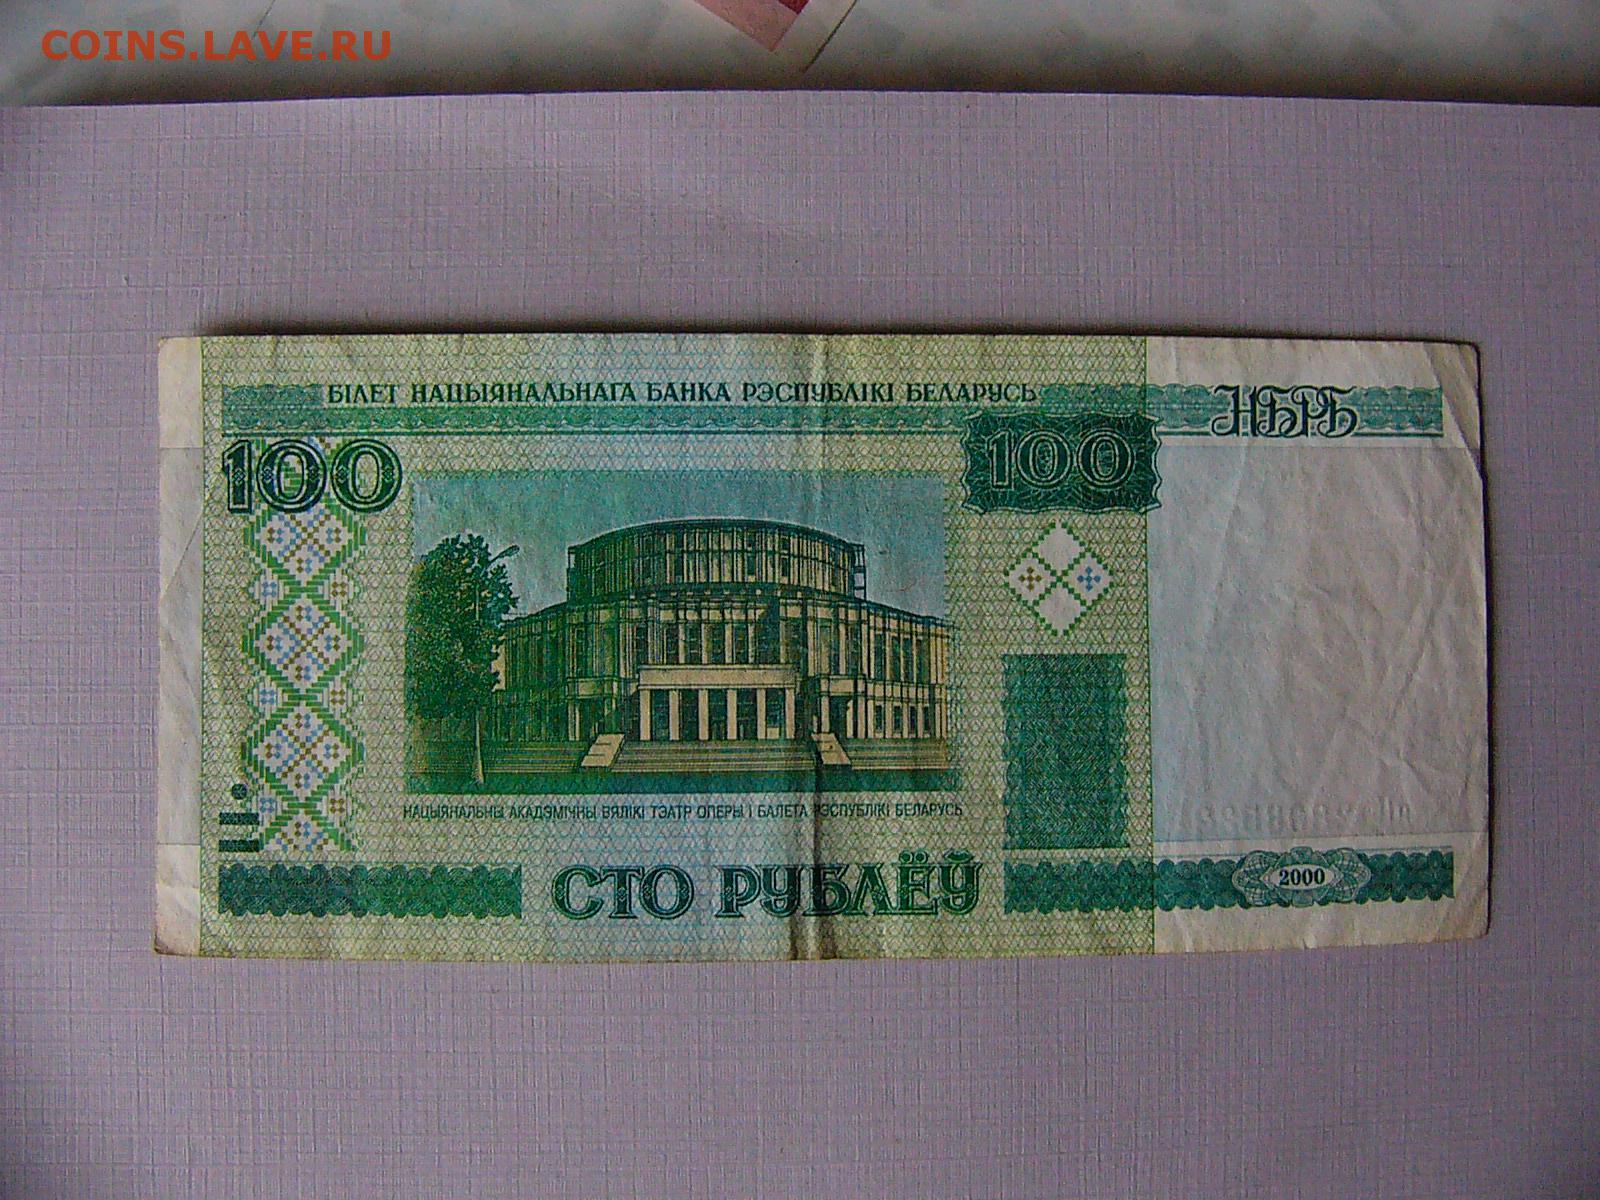 COINS.LAVE.RU
БІЛЕТ НАЦЫЯНАЛЬНАГА БАНКА РЭСПУБЛІКІ БЕЛАРУСЬ
НБРБ
100
100
НАЦЫЯНАЛЬНЫ АКАДЭМІЧНЫ ВЯЛІКІ ТЭАТР ОПЕРЫ І БАЛЕТА РЭСПУБЛІКІ БЕЛАРУСЬ
СТО РУБЛЁЎ
2000